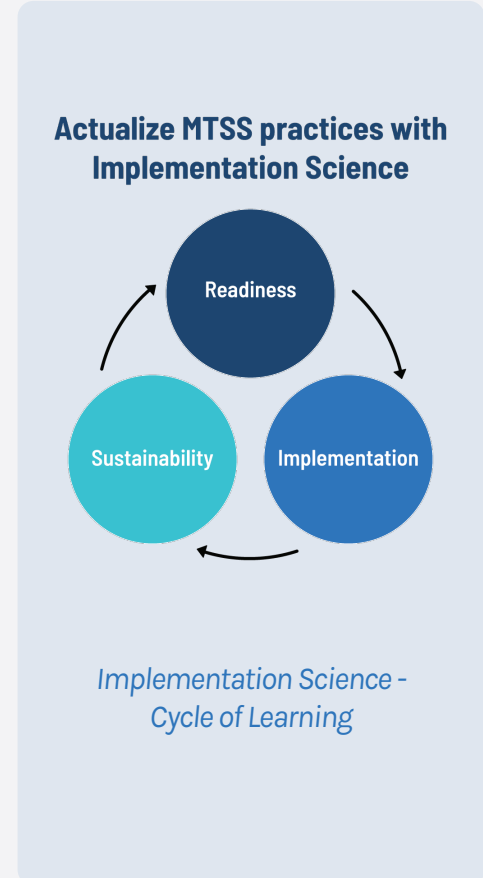 Actualize MTSS practices with
Implementation Science
Readiness
Sustainability
Implementation
Implementation Science -
Cycle of Learning